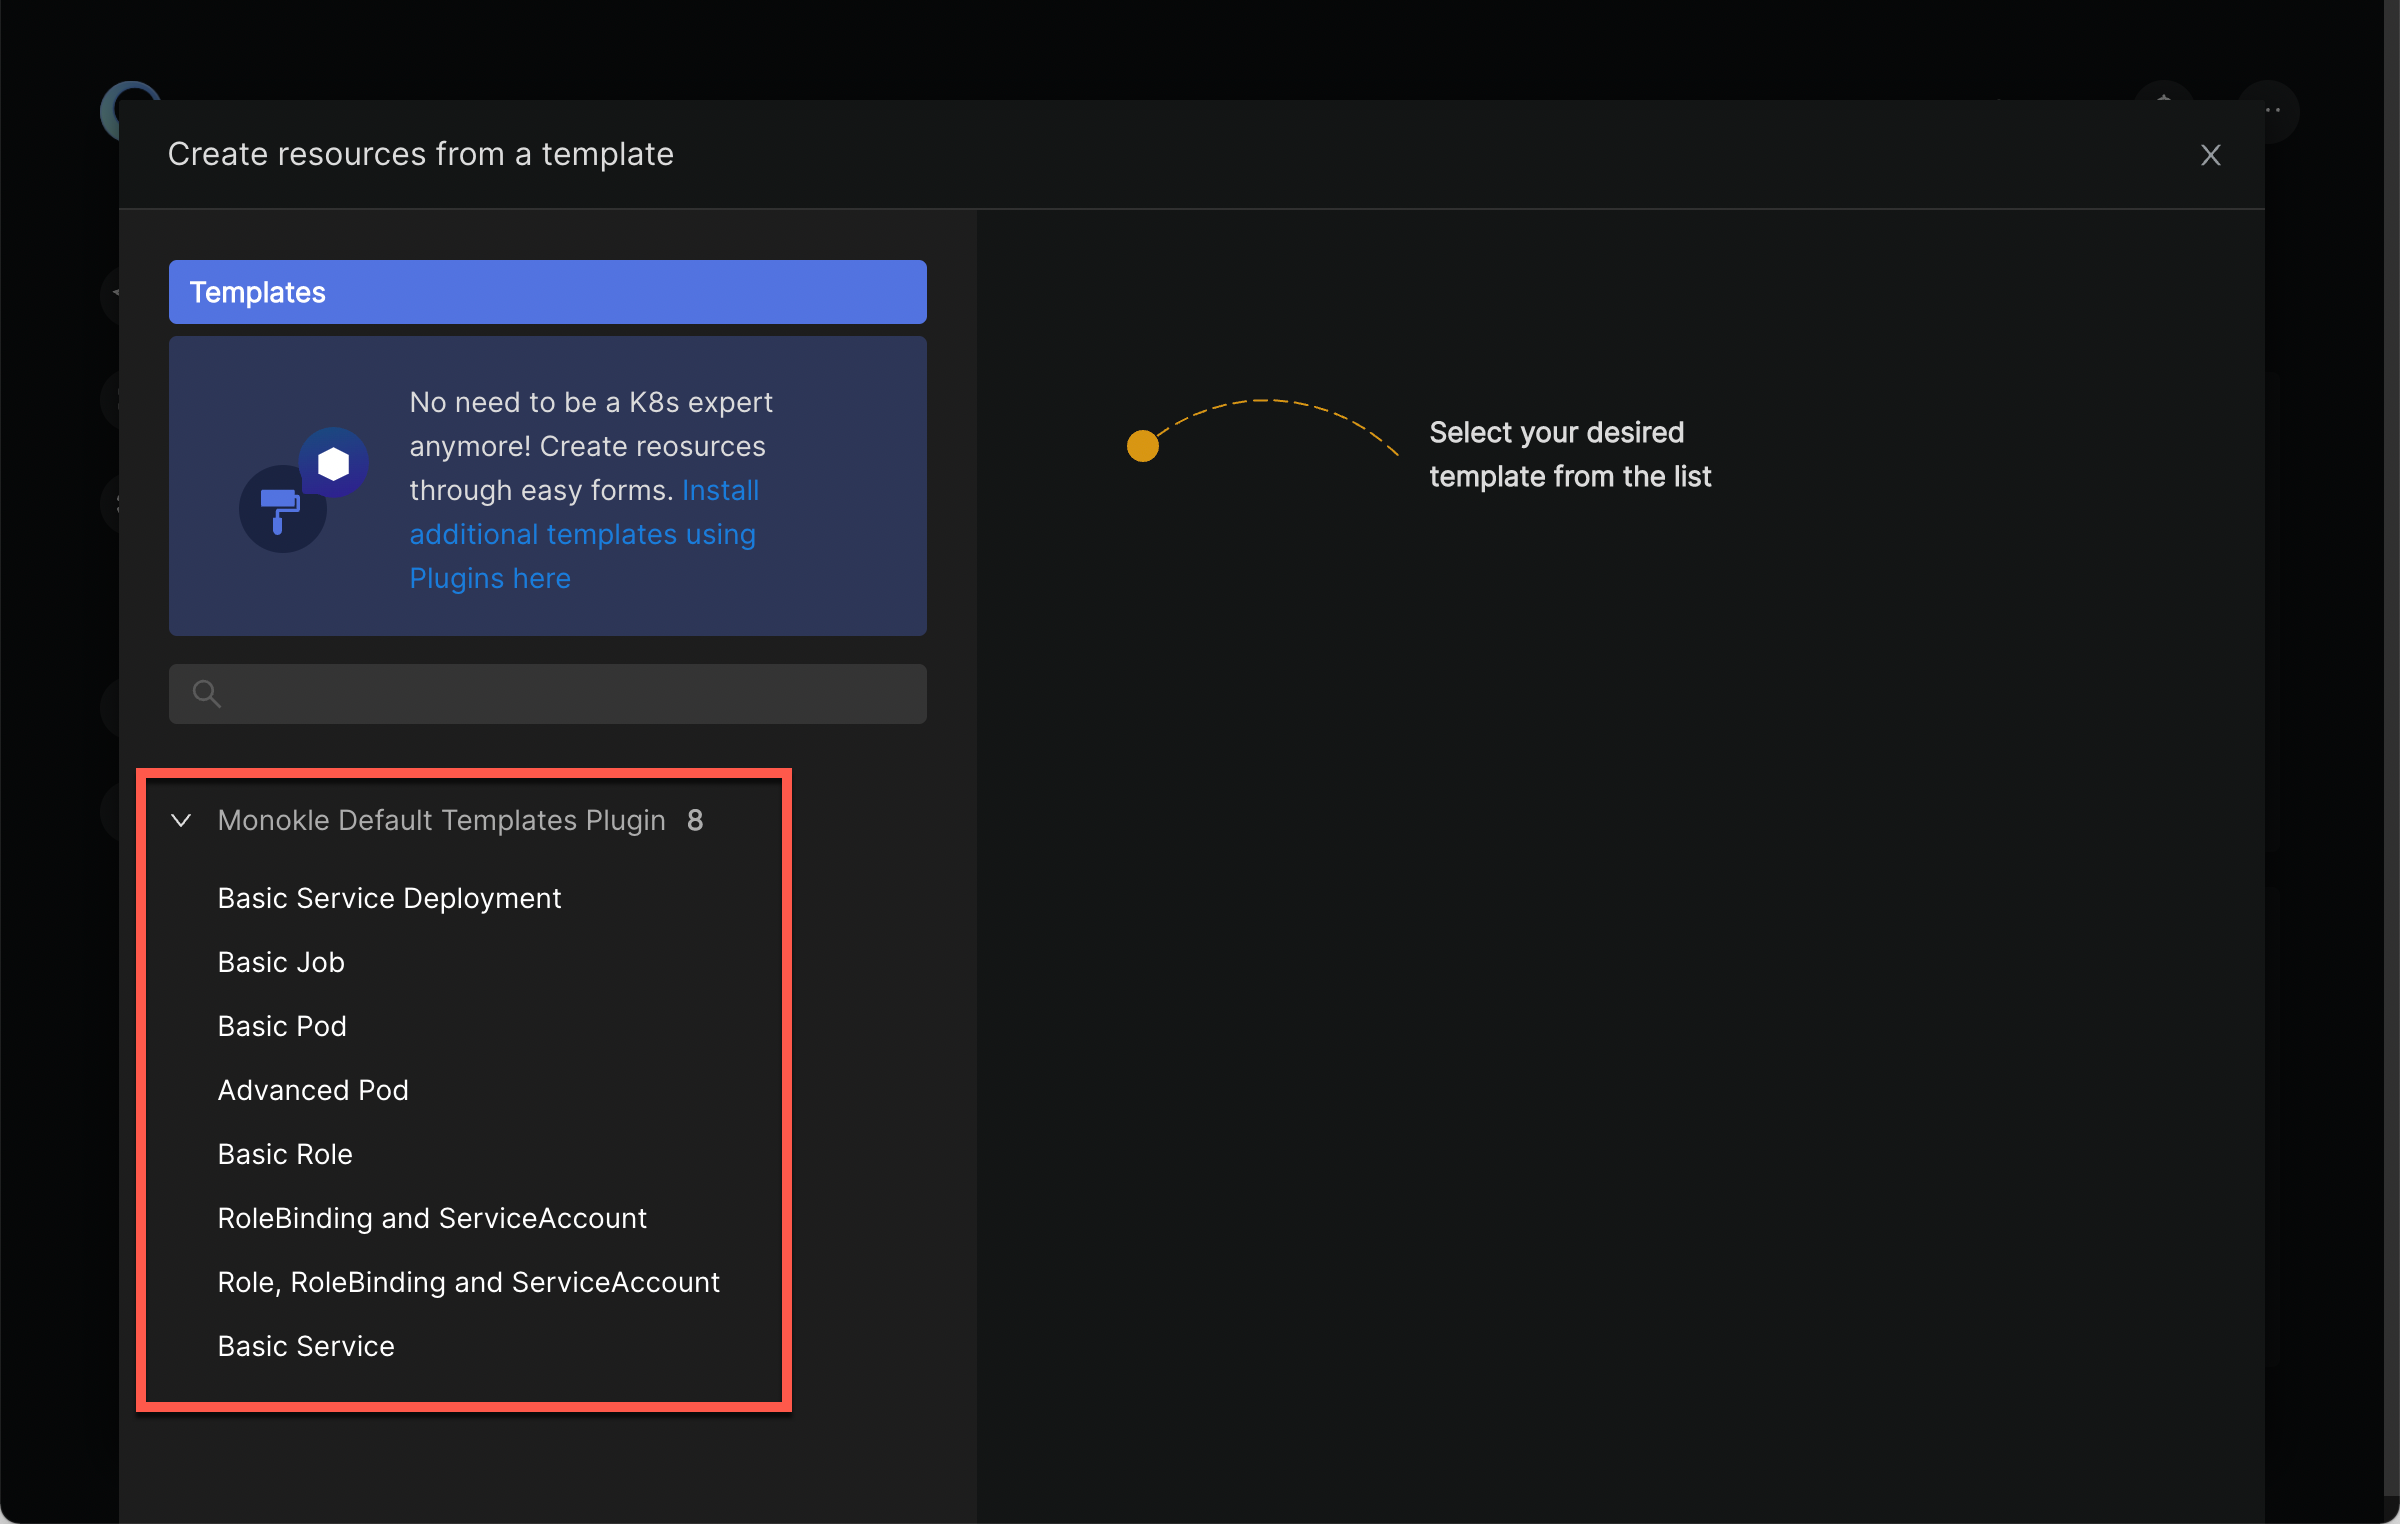 Create resources from a template
X
Templates
No need to be a K8s expert
anymore! Create reosources
through easy forms. Install
additional templates using
Plugins here
Select your desired
template from the list
Monokle Default Templates Plugin 8
Basic Service Deployment
Basic Job
Basic Pod
Advanced Pod
Basic Role
RoleBinding and ServiceAccount
Role, RoleBinding and ServiceAccount
Basic Service